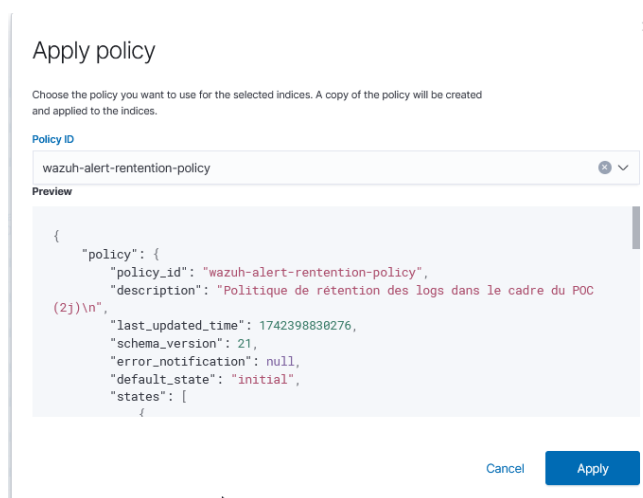 Apply policy
Choose the policy you want to use for the selected indices. A copy of the policy will be created
and applied to the indices.
Policy ID
wazuh-alert-rentention-policy
Preview
{
"policy": {
"policy_id": "wazuh-alert-rentention-policy",
"description": "Politique de rétention des logs dans le cadre du POC
(2j)\n",
"last_updated_time": 1742398830276,
"schema_version": 21,
"error_notification": null,
"default_state": "initial",
"states": [
{
Cancel Apply